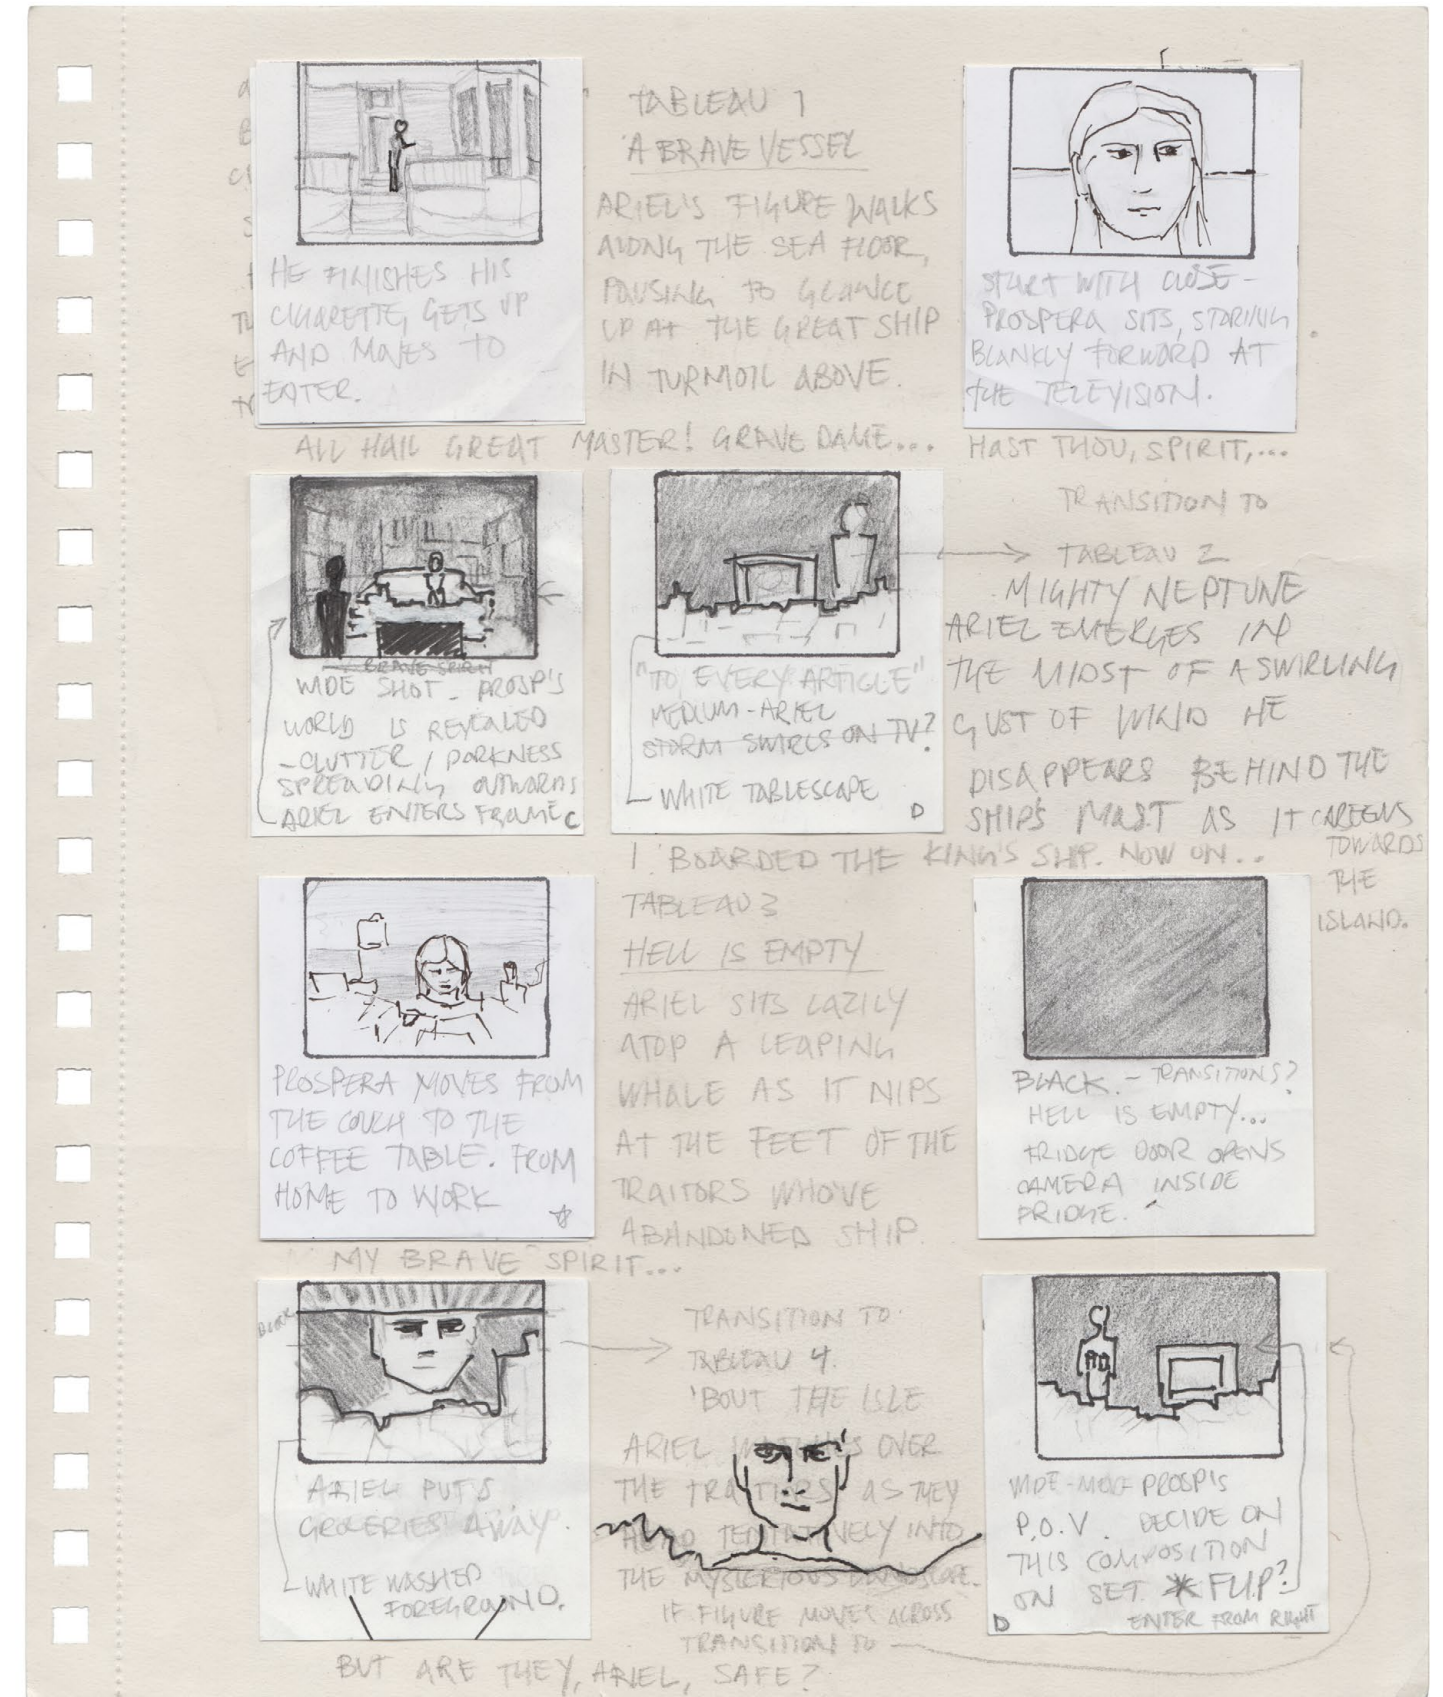 HE FINISHES HIS
CIGARETTE, GETS UP
AND MOVES TO
ENTER.
TABLEAU 1
'A BRAVE VESSEL
ARIEL'S FIGURE WALKS
ALONG THE SEA FLOOR,
PAUSING TO GLANCE
UP AT THE GREAT SHIP
IN TURMOIL ABOVE.
START WITH CLOSE-
PROSPERA SITS, STARING
BLANKLY FORWARD AT
THE TELEVISION.
ALL HAIL GREAT MASTER! GRAVE DAME...
HAST THOU, SPIRIT,...
BRAVE SPIRIT
WIDE SHOT - PROSP'S
WORLD IS REVEALED
-CLUTTER / DARKNESS
SPREADING OUTWARDS
ARIEL ENTERS FRAME C
"TO EVERY ARTICLE"
MEDIUM-ARIEL
STORM SWIRLS ON TV?
WHITE TABLESCAPE
D
TRANSITION TO
TABLEAU 2
MIGHTY NEPTUNE
ARIEL EMERGES IN
THE MIDST OF A SWIRLING
GUST OF WIND HE
DISAPPEARS BEHIND THE
SHIPS MAST AS IT CAREENS
TOWARDS
THE
ISLAND.
I BOARDED THE KING'S SHIP. NOW ON...
PROSPERA MOVES FROM
THE COUCH TO THE
COFFEE TABLE. FROM
HOME TO WORK
TABLEAU 3
HELL IS EMPTY
ARIEL SITS LAZILY
ATOP A LEAPING
WHALE AS IT NIPS
AT THE FEET OF THE
TRAITORS WHO'VE
ABANDONED SHIP.
BLACK. - TRANSITIONS?
HELL IS EMPTY...
FRIDGE DOOR OPENS
CAMERA INSIDE
FRIDGE.
MY BRAVE SPIRIT...
ARIEL PUTS
GROCERIES AWAY.
WHITE WASHED
FOREGROUND.
TRANSITION TO
TABLEAU 4.
'BOUT THE ISLE
ARIEL WATCHES OVER
THE TRAITORS AS THEY
HEAD TENTATIVELY INTO
THE MYSTERIOUS LANDSCAPE.
IF FIGURE MOVES ACROSS
TRANSITION TO
WIDE-MORE PROSP'S
P.O.V. DECIDE ON
THIS COMPOSITION
ON SET. * FLIP?
D ENTER FROM RIGHT
BUT ARE THEY, ARIEL, SAFE?